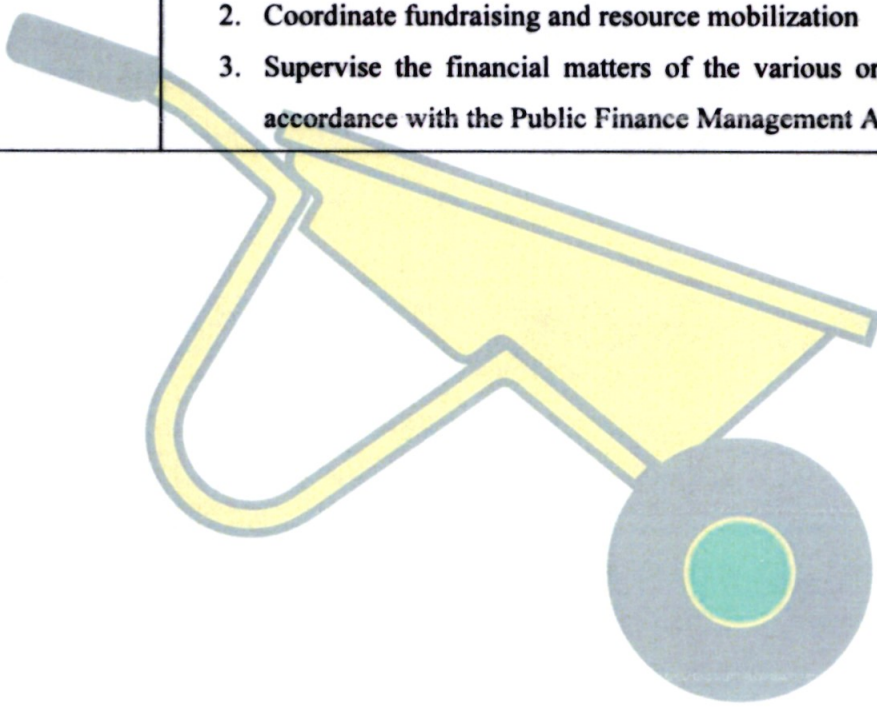 2. Coordinate fundraising and resource mobilization
3. Supervise the financial matters of the various
accordance with the Public Finance Management